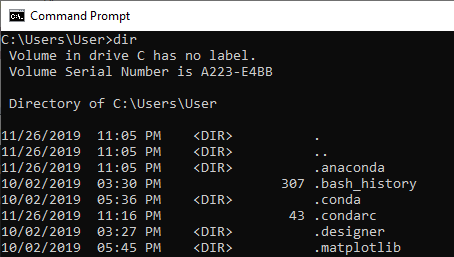 Command Prompt
C:\Users\User>dir
 Volume in drive C has no label.
 Volume Serial Number is A223-E4BB

 Directory of C:\Users\User

11/26/2019  11:05 PM    <DIR>          .
11/26/2019  11:05 PM    <DIR>          ..
11/26/2019  11:05 PM    <DIR>          .anaconda
10/02/2019  03:30 PM               307 .bash_history
10/02/2019  05:36 PM    <DIR>          .conda
11/26/2019  11:16 PM                43 .condarc
10/02/2019  03:27 PM    <DIR>          .designer
10/02/2019  05:45 PM    <DIR>          .matplotlib